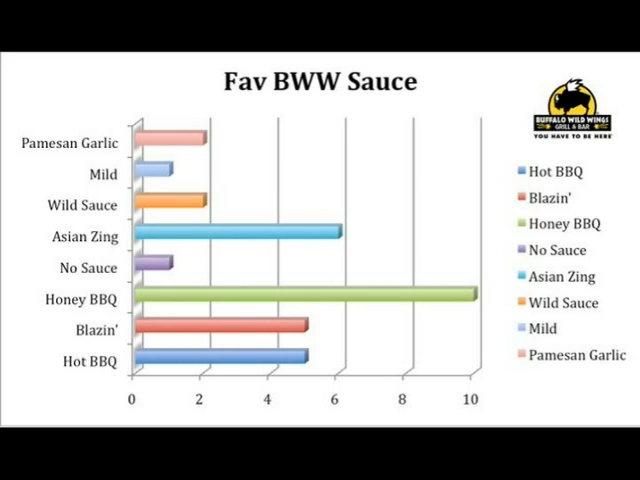 Fav BWW Sauce
BUFFALO WILD WINGS
GRILL & BAR
YOU HAVE TO BE HERE
Pamesan Garlic
Mild
Wild Sauce
Asian Zing
No Sauce
Honey BBQ
Blazin'
Hot BBQ
0 2 4 6 8 10
Hot BBQ
Blazin'
Honey BBQ
No Sauce
Asian Zing
Wild Sauce
Mild
Pamesan Garlic